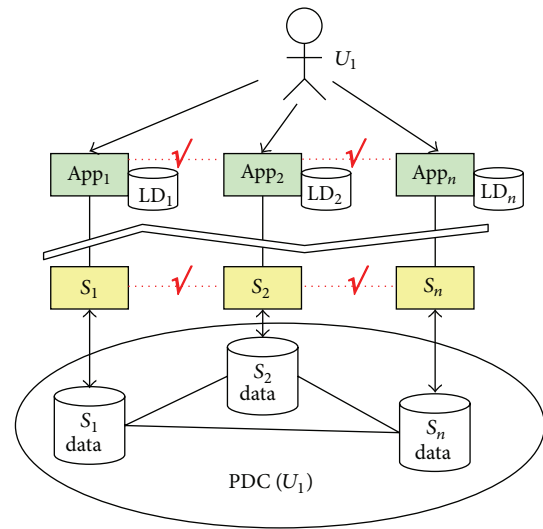 U1
App1
App2
Appn
LD1
LD2
LDn
S1
S2
Sn
S2
data
S1
data
Sn
data
PDC (U1)